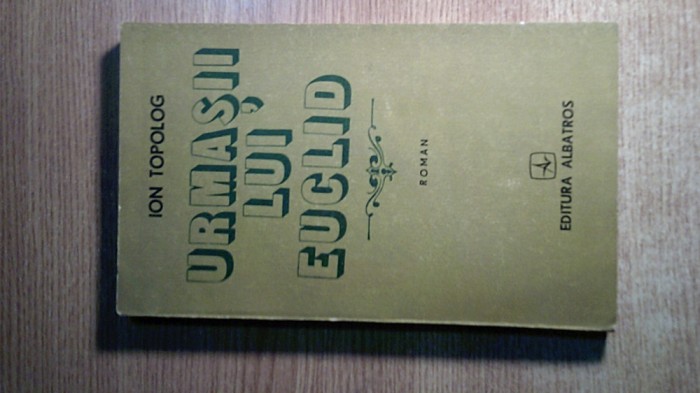 ION TOPOLOG
URMAȘII
LUI
EUCLID
ROMAN
EDITURA ALBATROS